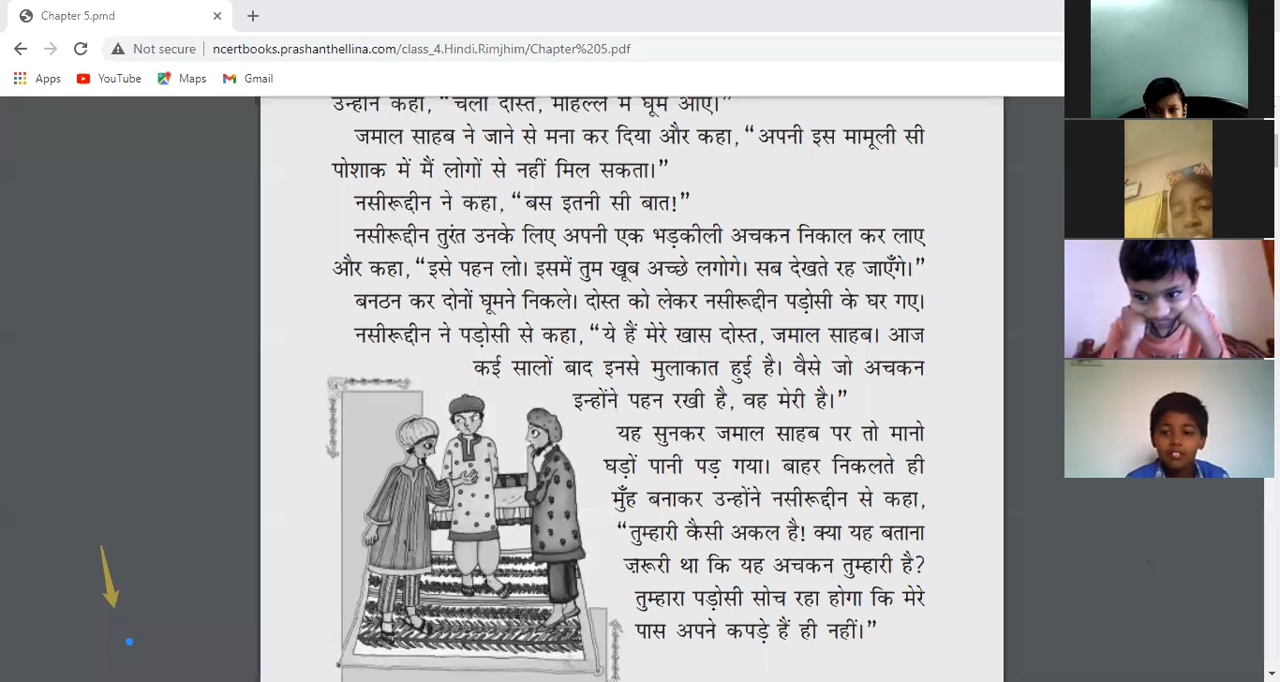 Chapter 5.pmd
Not secure
ncertbooks.prashanthellina.com/class_4.Hindi.Rimjhim/Chapter%205.pdf
Apps YouTube Maps Gmail
उन्होंने कहा, “चलो दोस्त, मोहल्ले में घूम आएँ।”
जमाल साहब ने जाने से मना कर दिया और कहा, “अपनी इस मामूली सी
पोशाक में मैं लोगों से नहीं मिल सकता।”
नसीरूद्दीन ने कहा, “बस इतनी सी बात!”
नसीरूद्दीन तुरंत उनके लिए अपनी एक भड़कीली अचकन निकाल कर लाए
और कहा, “इसे पहन लो। इसमें तुम खूब अच्छे लगोगे। सब देखते रह जाएँगे।”
बनठन कर दोनों घूमने निकले। दोस्त को लेकर नसीरूद्दीन पड़ोसी के घर गए।
नसीरूद्दीन ने पड़ोसी से कहा, “ये हैं मेरे खास दोस्त, जमाल साहब। आज
कई सालों बाद इनसे मुलाकात हुई है। वैसे जो अचकन
इन्होंने पहन रखी है, वह मेरी है।”
यह सुनकर जमाल साहब पर तो मानो
घड़ों पानी पड़ गया। बाहर निकलते ही
मुँह बनाकर उन्होंने नसीरूद्दीन से कहा,
“तुम्हारी कैसी अकल है! क्या यह बताना
ज़रूरी था कि यह अचकन तुम्हारी है?
तुम्हारा पड़ोसी सोच रहा होगा कि मेरे
पास अपने कपड़े हैं ही नहीं।”